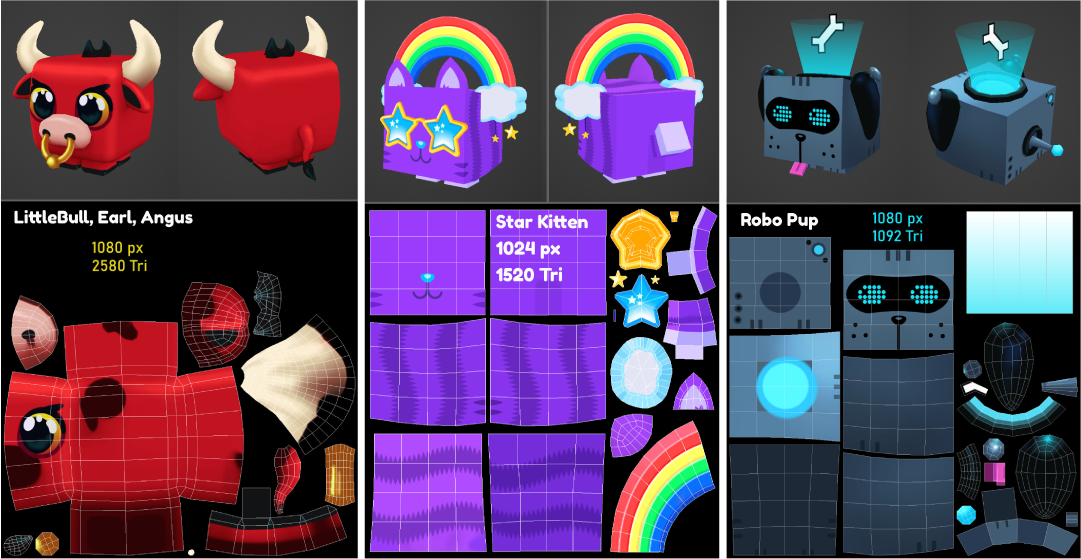 LittleBull, Earl, Angus
1080 px
2580 Tri
Star Kitten
1024 px
1520 Tri
Robo Pup
1080 px
1092 Tri